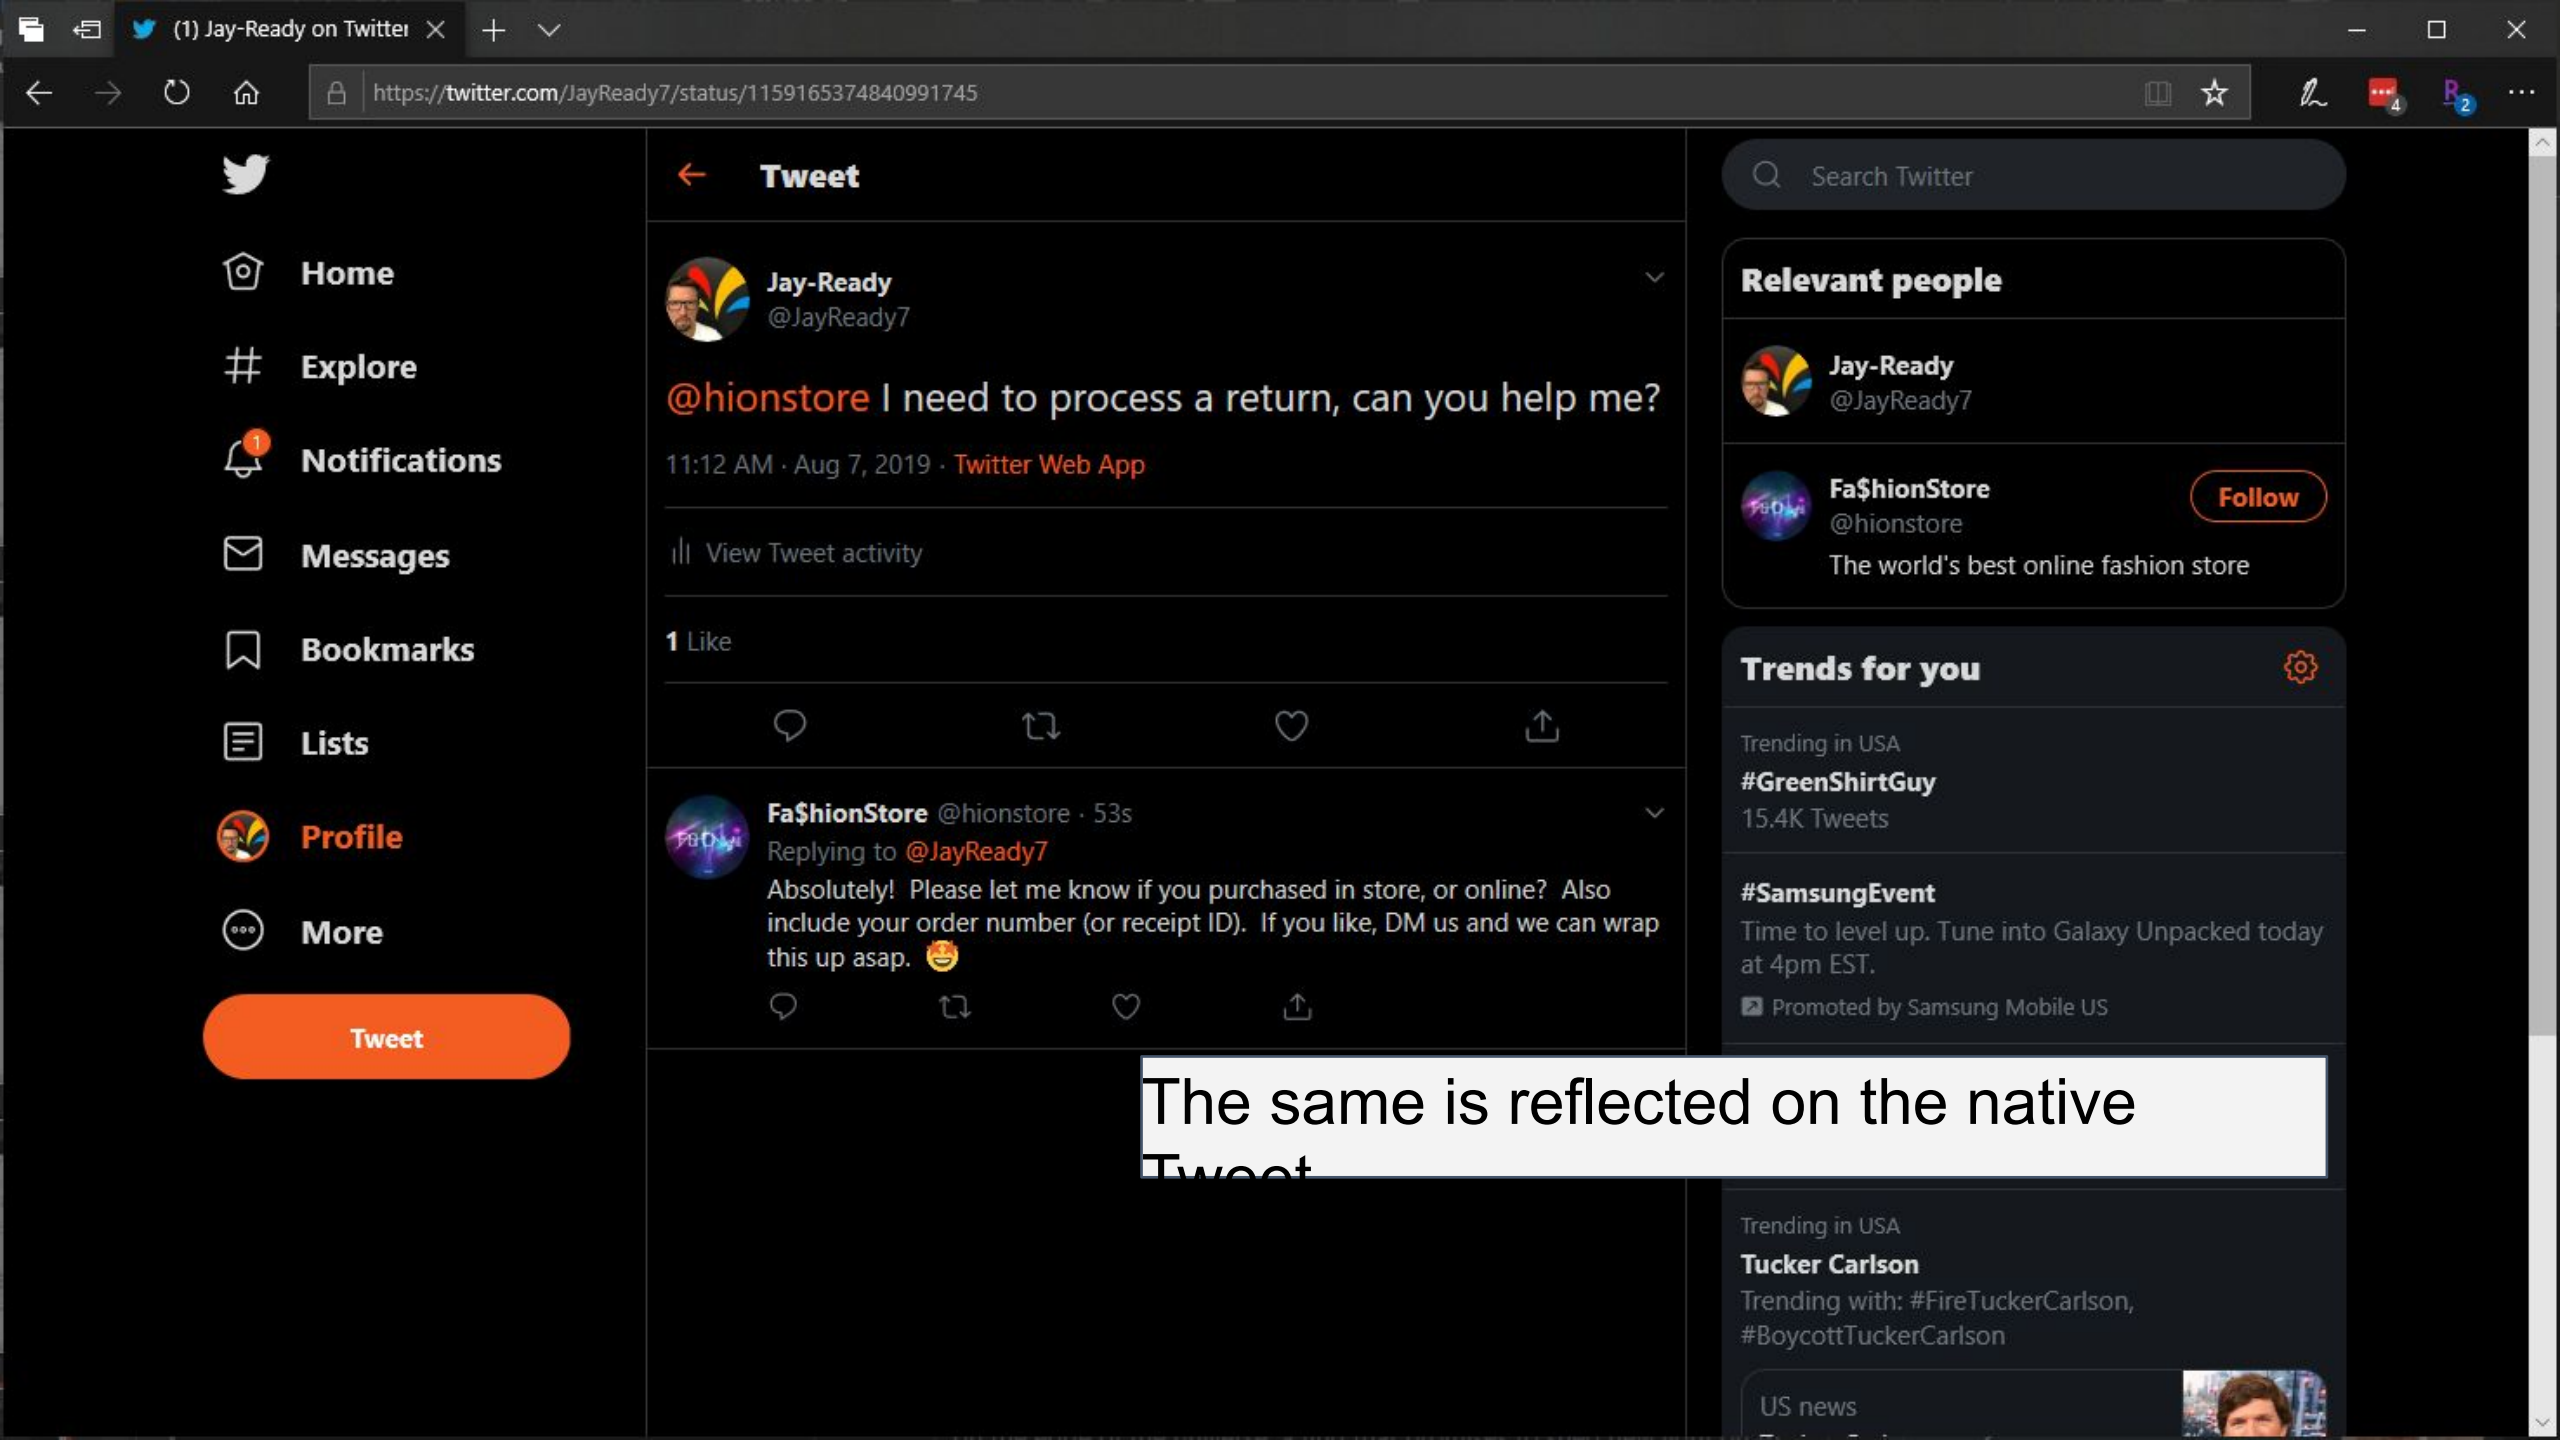 (1) Jay-Ready on Twitter
https://twitter.com/JayReady7/status/1159165374840991745
4
R
2
Home
Explore
1
Notifications
Messages
Bookmarks
Lists
Profile
More
Tweet
Tweet
Jay-Ready
@JayReady7
@hionstore I need to process a return, can you help me?
11:12 AM · Aug 7, 2019 · Twitter Web App
View Tweet activity
1 Like
Fa$hionStore @hionstore · 53s
Replying to @JayReady7
Absolutely!  Please let me know if you purchased in store, or online?  Also
include your order number (or receipt ID).  If you like, DM us and we can wrap
this up asap. 🤩
Search Twitter
Relevant people
Jay-Ready
@JayReady7
Fa$hionStore
@hionstore
Follow
The world's best online fashion store
Trends for you
Trending in USA
#GreenShirtGuy
15.4K Tweets
#SamsungEvent
Time to level up. Tune into Galaxy Unpacked today
at 4pm EST.
Promoted by Samsung Mobile US
The same is reflected on the native
Tweet
Trending in USA
Tucker Carlson
Trending with: #FireTuckerCarlson,
#BoycottTuckerCarlson
US news